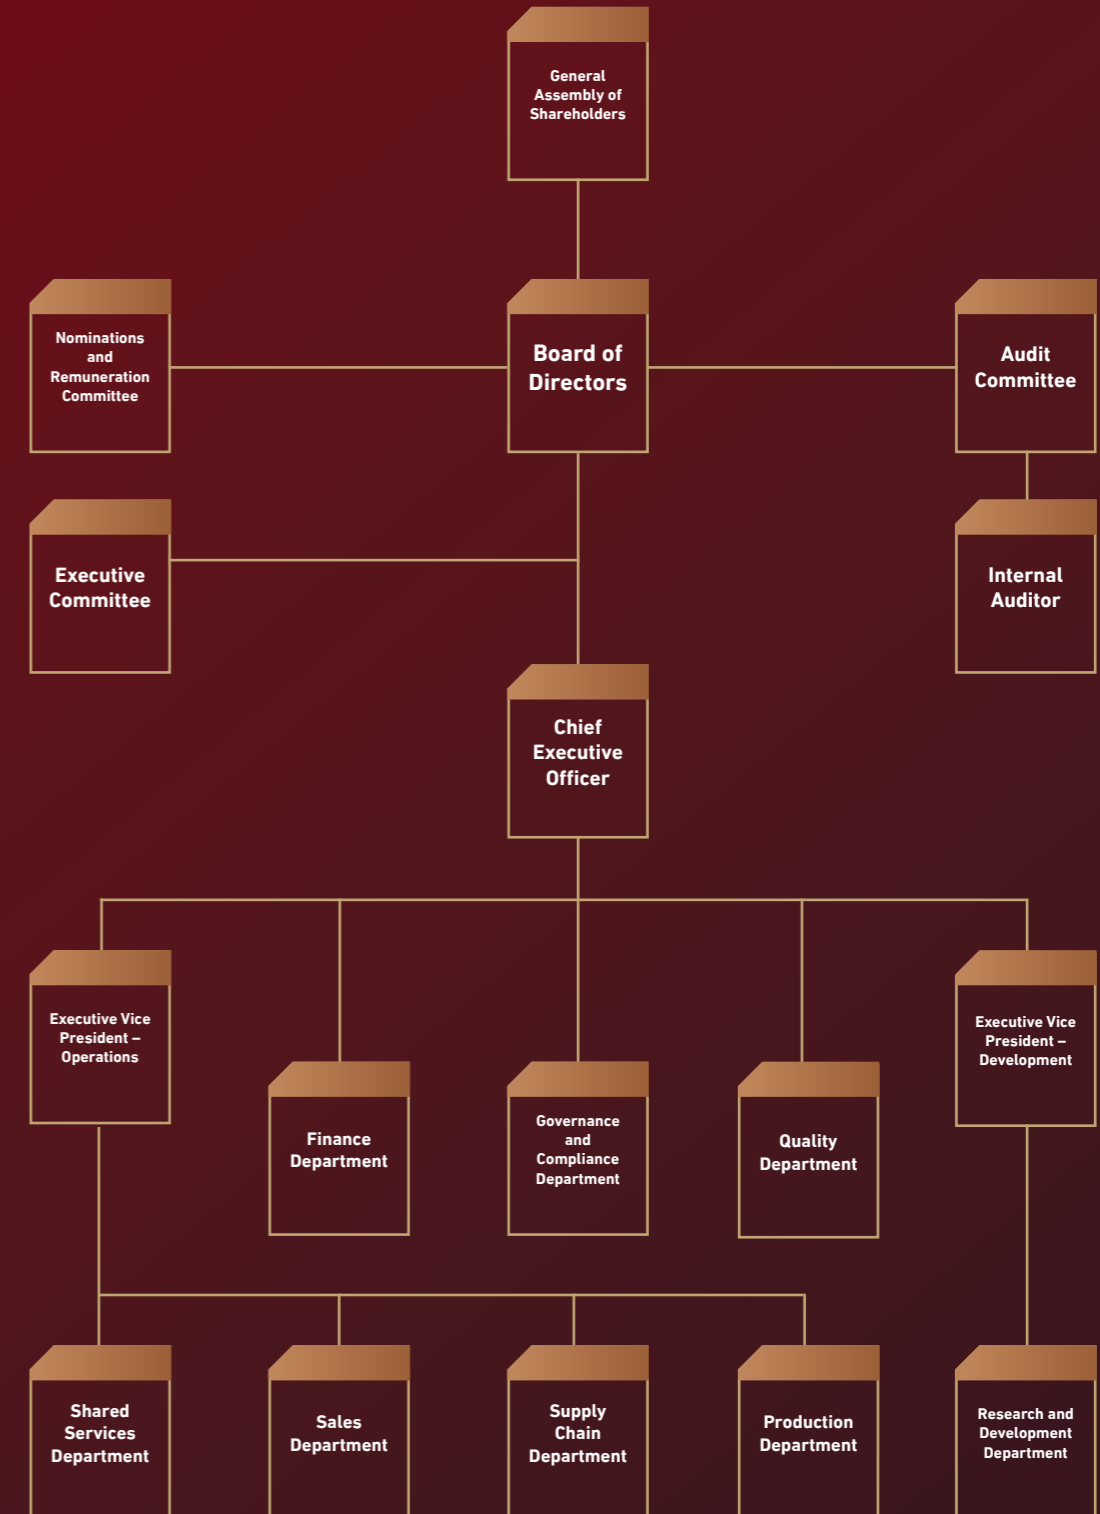 General
Assembly of
Shareholders
Nominations
and
Remuneration
Committee
Board of
Directors
Audit
Committee
Executive
Committee
Internal
Auditor
Chief
Executive
Officer
Executive Vice
President –
Operations
Executive Vice
President –
Development
Finance
Department
Governance
and
Compliance
Department
Quality
Department
Shared
Services
Department
Sales
Department
Supply
Chain
Department
Production
Department
Research and
Development
Department